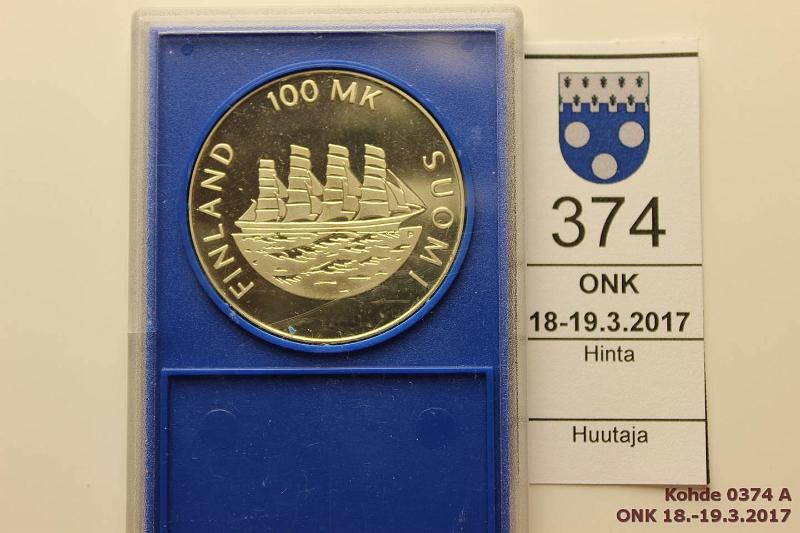 100 MK
FINLAND
SUOMI
P
374
ONK
18-19.3.2017
Hinta
Huutaja
Kohde 0374 A
ONK 18.-19.3.2017